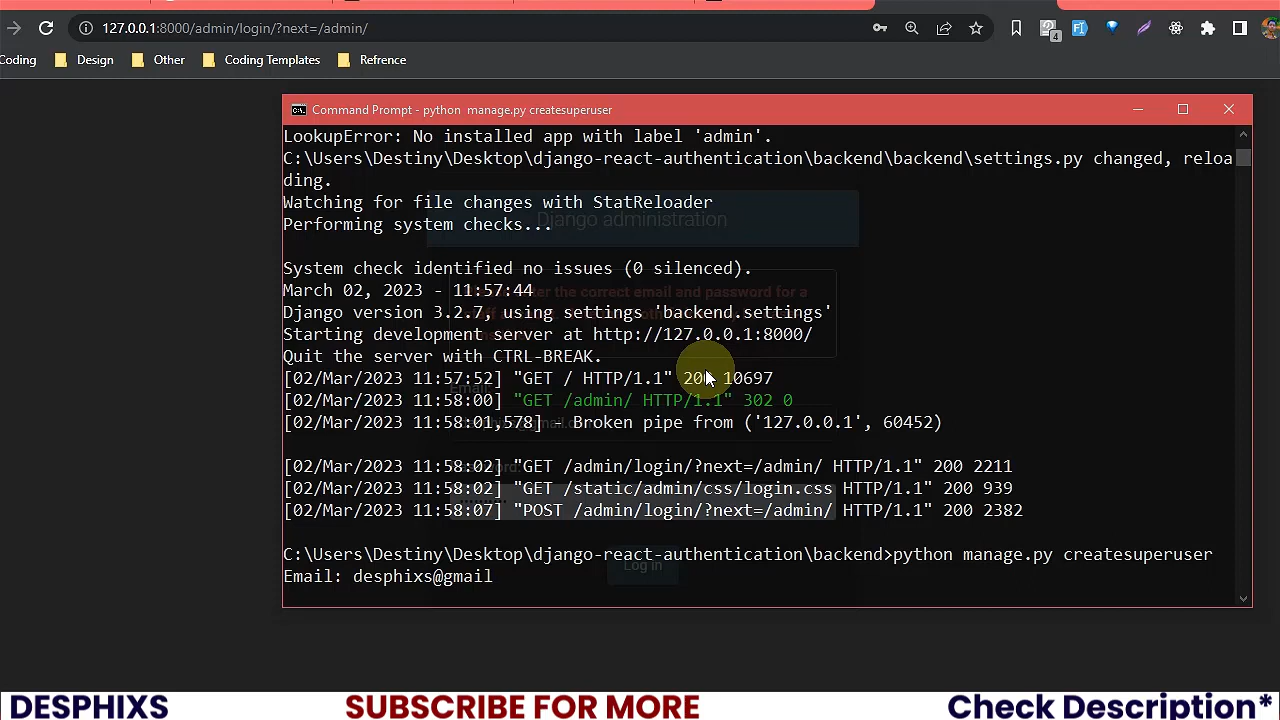 127.0.0.1:8000/admin/login/?next=/admin/
4
Coding
Design
Other
Coding Templates
Refrence
Command Prompt - python manage.py createsuperuser
LookupError: No installed app with label 'admin'.
C:\Users\Destiny\Desktop\django-react-authentication\backend\backend\settings.py changed, reloa
ding.
Watching for file changes with StatReloader
Performing system checks...
Django administration
System check identified no issues (0 silenced).
March 02, 2023 - 11:57:44
Django version 3.2.7, using settings 'backend.settings'
Starting development server at http://127.0.0.1:8000/
Quit the server with CTRL-BREAK.
[02/Mar/2023 11:57:52] "GET / HTTP/1.1" 200 10697
[02/Mar/2023 11:58:00] "GET /admin/ HTTP/1.1" 302 0
[02/Mar/2023 11:58:01,578] - Broken pipe from ('127.0.0.1', 60452)
[02/Mar/2023 11:58:02] "GET /admin/login/?next=/admin/ HTTP/1.1" 200 2211
[02/Mar/2023 11:58:02] "GET /static/admin/css/login.css HTTP/1.1" 200 939
[02/Mar/2023 11:58:07] "POST /admin/login/?next=/admin/ HTTP/1.1" 200 2382
C:\Users\Destiny\Desktop\django-react-authentication\backend>python manage.py createsuperuser
Email: desphixs@gmail
Log in
DESPHIXS
SUBSCRIBE FOR MORE
Check Description*